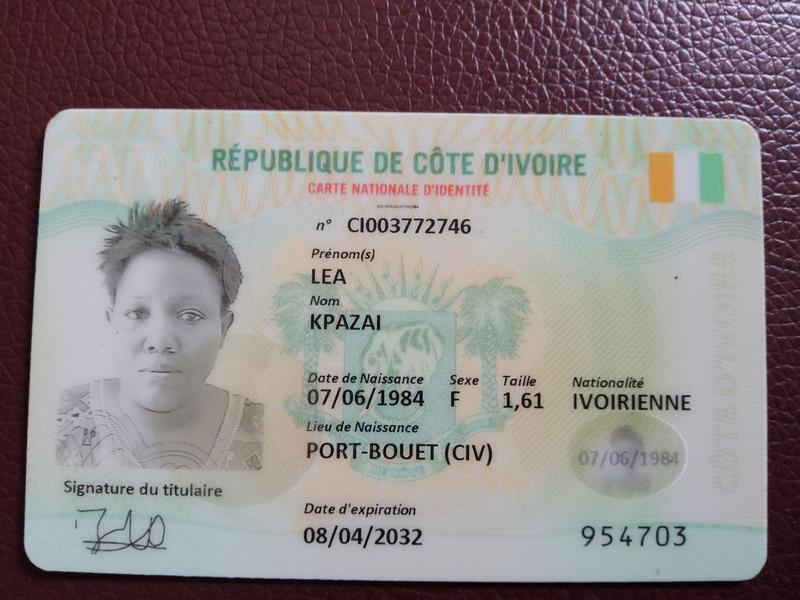 RÉPUBLIQUE DE CÔTE D'IVOIRE
CARTE NATIONALE D'IDENTITÉ
n° CI003772746
Prénom(s)
LEA
Nom
KPAZAI
Date de Naissance Sexe Taille Nationalité
07/06/1984 F 1,61 IVOIRIENNE
Lieu de Naissance
PORT-BOUET (CIV)
07/06/1984
Signature du titulaire
Date d'expiration
08/04/2032
954703